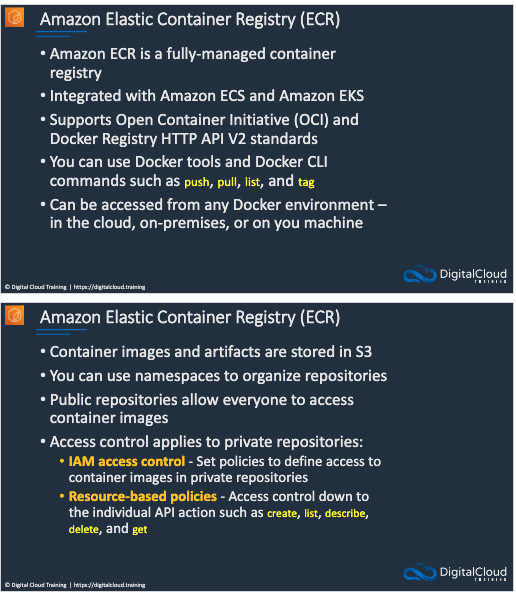 Amazon Elastic Container Registry (ECR)
• Amazon ECR is a fully-managed container
registry
• Integrated with Amazon ECS and Amazon EKS
• Supports Open Container Initiative (OCI) and
Docker Registry HTTP API V2 standards
• You can use Docker tools and Docker CLI
commands such as push, pull, list, and tag
• Can be accessed from any Docker environment –
in the cloud, on-premises, or on you machine
DigitalCloud
TRAINING
© Digital Cloud Training | https://digitalcloud.training
Amazon Elastic Container Registry (ECR)
• Container images and artifacts are stored in S3
• You can use namespaces to organize repositories
• Public repositories allow everyone to access
container images
• Access control applies to private repositories:
• IAM access control - Set policies to define access to
container images in private repositories
• Resource-based policies - Access control down to
the individual API action such as create, list, describe,
delete, and get
DigitalCloud
TRAINING
© Digital Cloud Training | https://digitalcloud.training